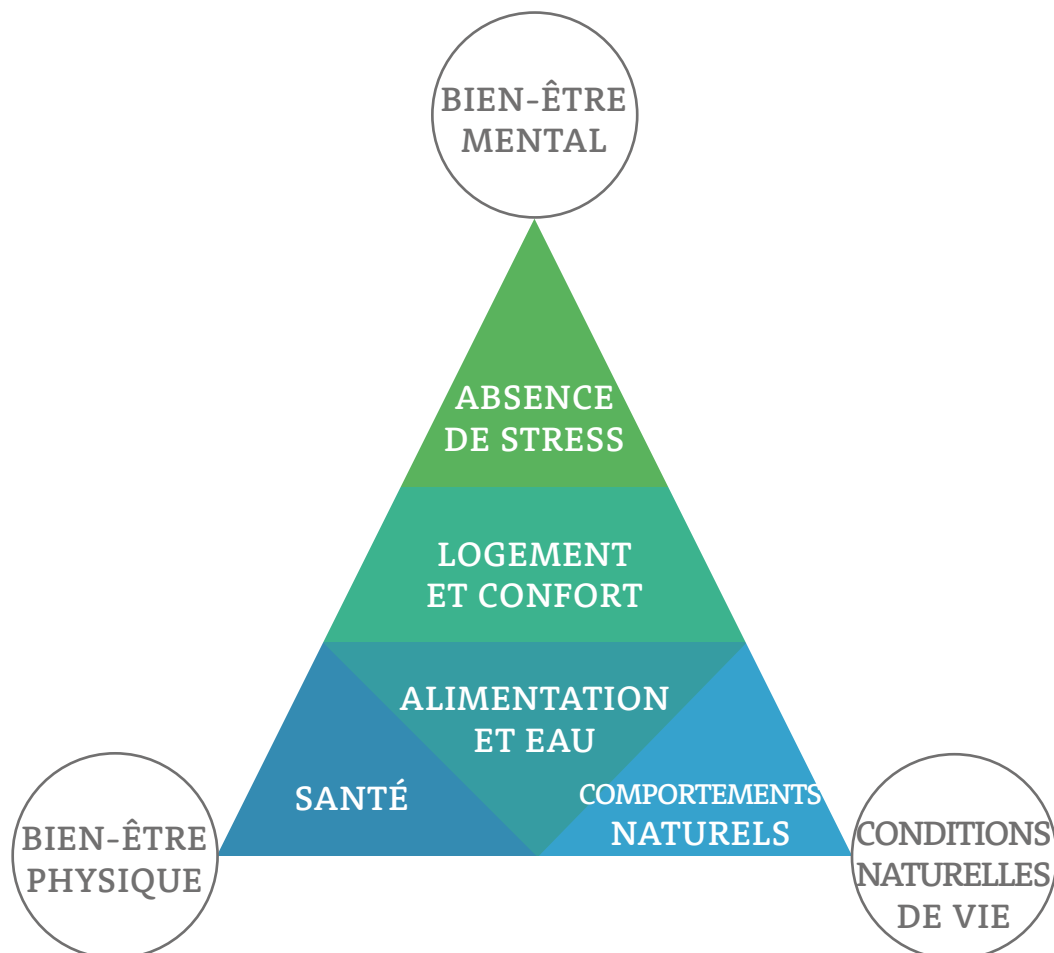 BIEN-ÊTRE
MENTAL
ABSENCE
DE STRESS
LOGEMENT
ET CONFORT
ALIMENTATION
ET EAU
SANTÉ
COMPORTEMENTS
NATURELS
BIEN-ÊTRE
PHYSIQUE
CONDITIONS
NATURELLES
DE VIE